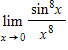 lim x → 0 sin⁸x / x⁸